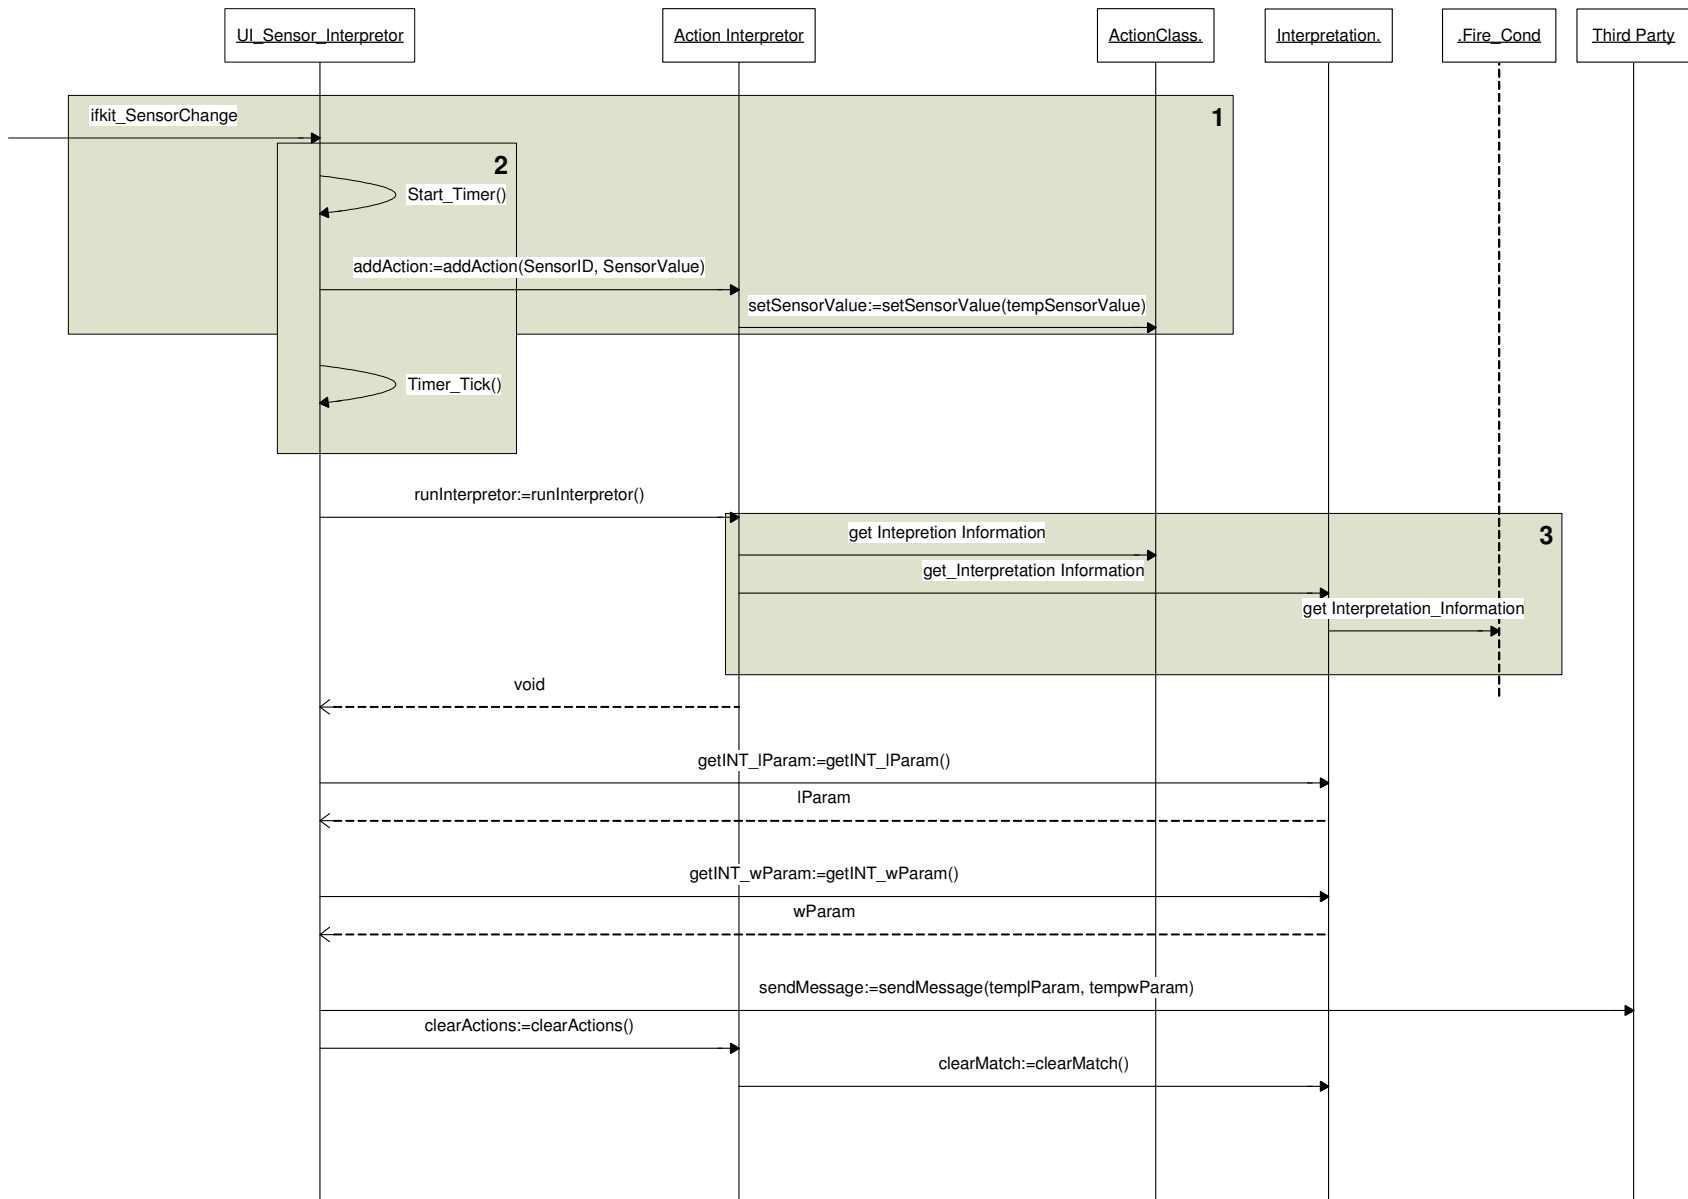 UI_Sensor_Interpretor
Action Interpretor
ActionClass.
Interpretation.
.Fire_Cond
Third Party
ifkit_SensorChange
1
2
Start_Timer()
addAction:=addAction(SensorID, SensorValue)
setSensorValue:=setSensorValue(tempSensorValue)
Timer_Tick()
runInterpretor:=runInterpretor()
3
get Intepretion Information
get_Interpretation Information
get Interpretation_Information
void
getINT_lParam:=getINT_lParam()
lParam
getINT_wParam:=getINT_wParam()
wParam
sendMessage:=sendMessage(templParam, tempwParam)
clearActions:=clearActions()
clearMatch:=clearMatch()